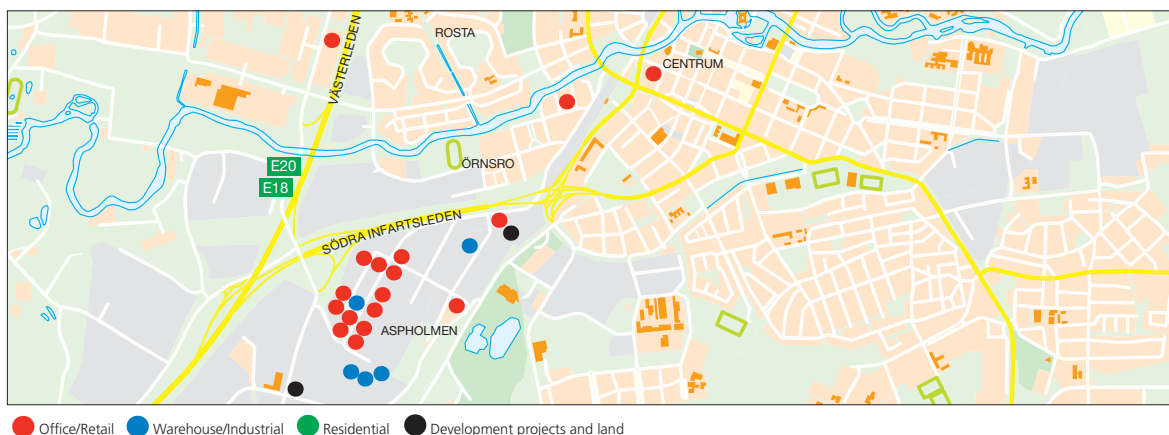 ROSTA
VÄSTERLEDEN
CENTRUM
ÖRNSRO
E20
E18
SÖDRA INFARTSLEDEN
ASPHOLMEN
Office/Retail
Warehouse/Industrial
Residential
Development projects and land